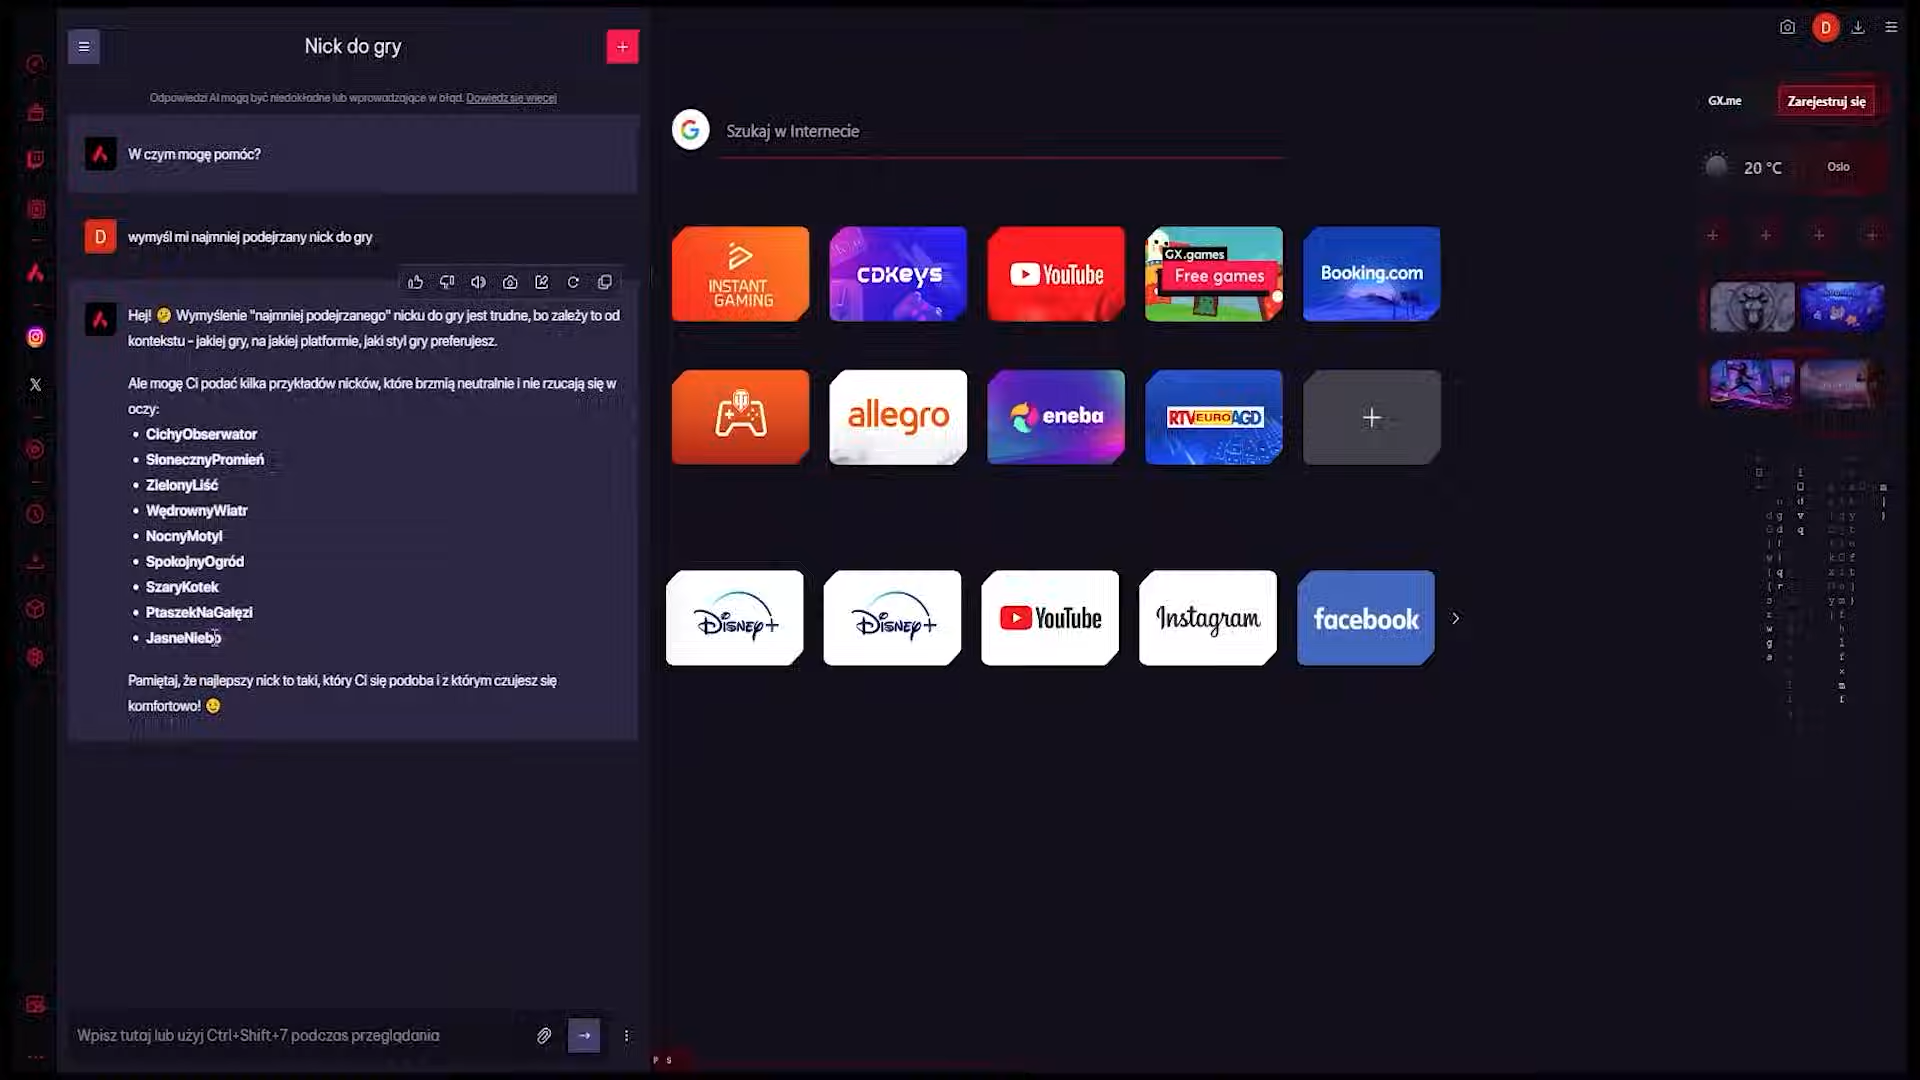 Nick do gry
Odpowiedzi AI mogą być niedokładne lub wprowadzające w błąd. Dowiedz się więcej
W czym mogę pomóc?
D
wymyśl mi najmniej podejrzany nick do gry
Hej! 🤔 Wymyślenie "najmniej podejrzanego" nicku do gry jest trudne, bo zależy to od
kontekstu - jakiej gry, na jakiej platformie, jaki styl gry preferujesz.
Ale mogę Ci podać kilka przykładów nicków, które brzmią neutralnie i nie rzucają się w
oczy:
• CichyObserwator
• SłonecznyPromień
• ZielonyLiść
• WędrownyWiatr
• NocnyMotyl
• SpokojnyOgród
• SzaryKotek
• PtaszekNaGałęzi
• JasneNiebo
Pamiętaj, że najlepszy nick to taki, który Ci się podoba i z którym czujesz się
komfortowo! 😉
Wpisz tutaj lub użyj Ctrl+Shift+7 podczas przeglądania
Szukaj w Internecie
INSTANT
GAMING
CDKEYS
YouTube
GX.games
Free games
Booking.com
allegro
eneba
RTV EURO AGD
Disney+
Disney+
YouTube
Instagram
facebook
D
GX.me
Zarejestruj się
20 °C
Oslo
P S